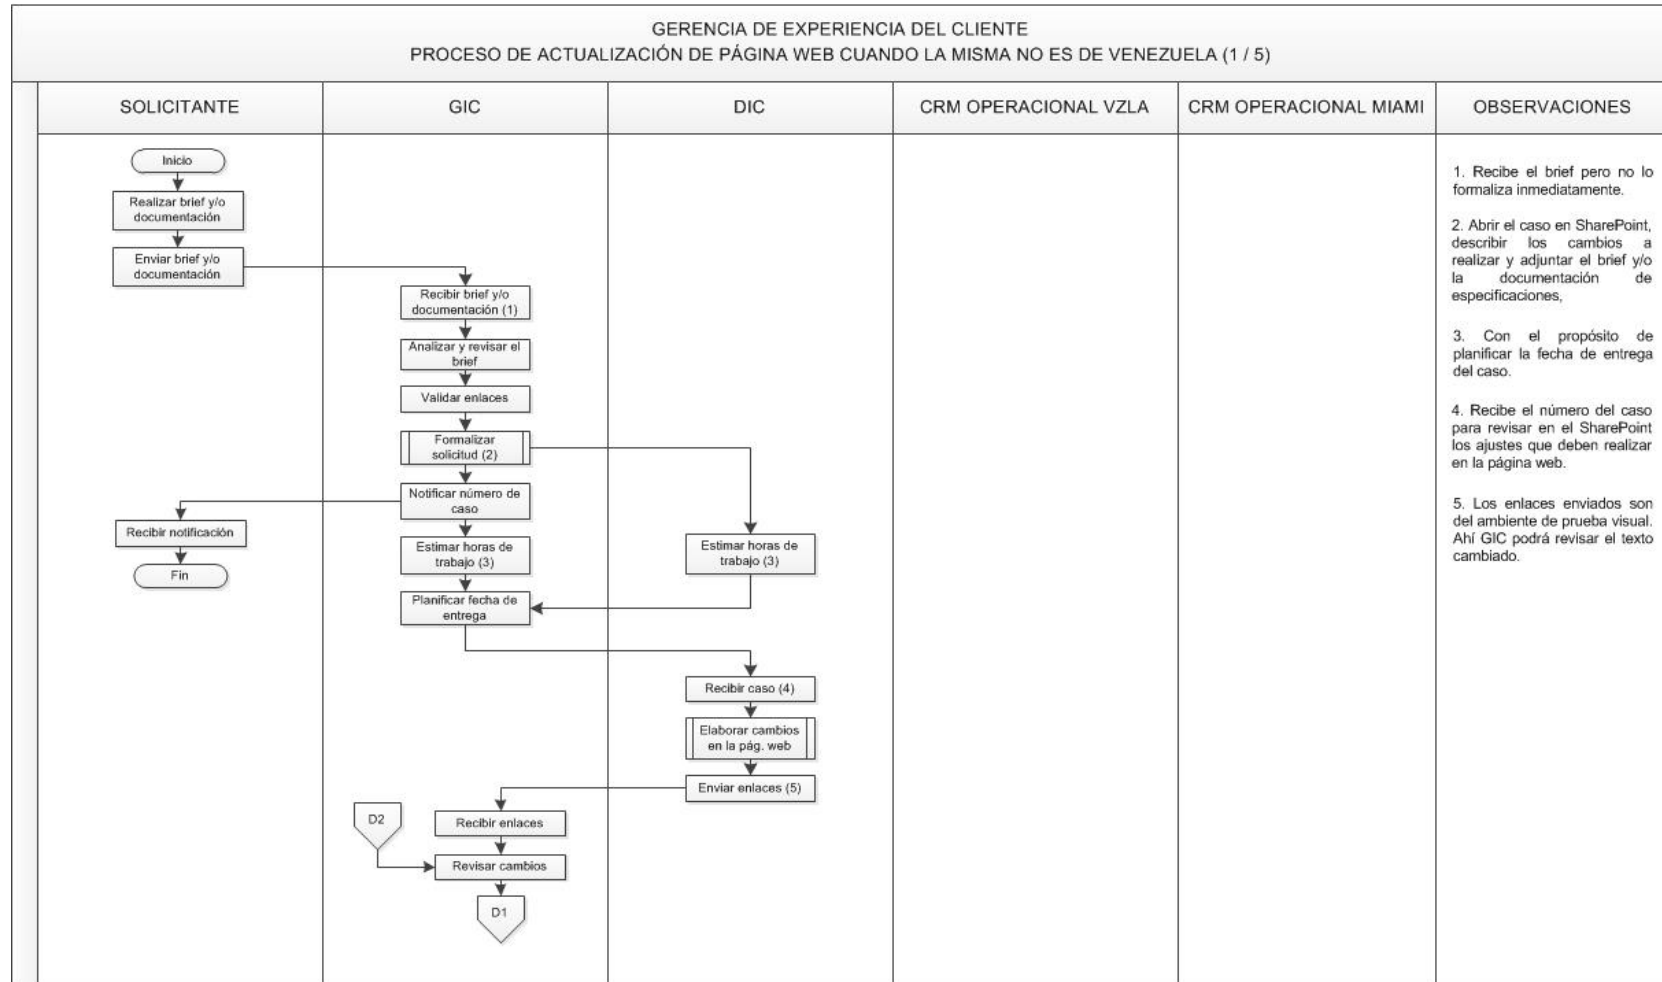 GERENCIA DE EXPERIENCIA DEL CLIENTE
PROCESO DE ACTUALIZACIÓN DE PÁGINA WEB CUANDO LA MISMA NO ES DE VENEZUELA (1 / 5)
SOLICITANTE
GIC
DIC
CRM OPERACIONAL VZLA
CRM OPERACIONAL MIAMI
OBSERVACIONES
Inicio
Realizar brief y/o
documentación
Enviar brief y/o
documentación
Recibir brief y/o
documentación (1)
Analizar y revisar el
brief
Validar enlaces
Formalizar
solicitud (2)
Notificar número de
caso
Recibir notificación
Fin
Estimar horas de
trabajo (3)
Estimar horas de
trabajo (3)
Planificar fecha de
entrega
Recibir caso (4)
Elaborar cambios
en la pág. web
Enviar enlaces (5)
D2
Recibir enlaces
Revisar cambios
D1
1. Recibe el brief pero no lo
formaliza inmediatamente.
2. Abrir el caso en SharePoint,
describir los cambios a
realizar y adjuntar el brief y/o
la documentación de
especificaciones,
3. Con el propósito de
planificar la fecha de entrega
del caso.
4. Recibe el número del caso
para revisar en el SharePoint
los ajustes que deben realizar
en la página web.
5. Los enlaces enviados son
del ambiente de prueba visual.
Ahí GIC podrá revisar el texto
cambiado.